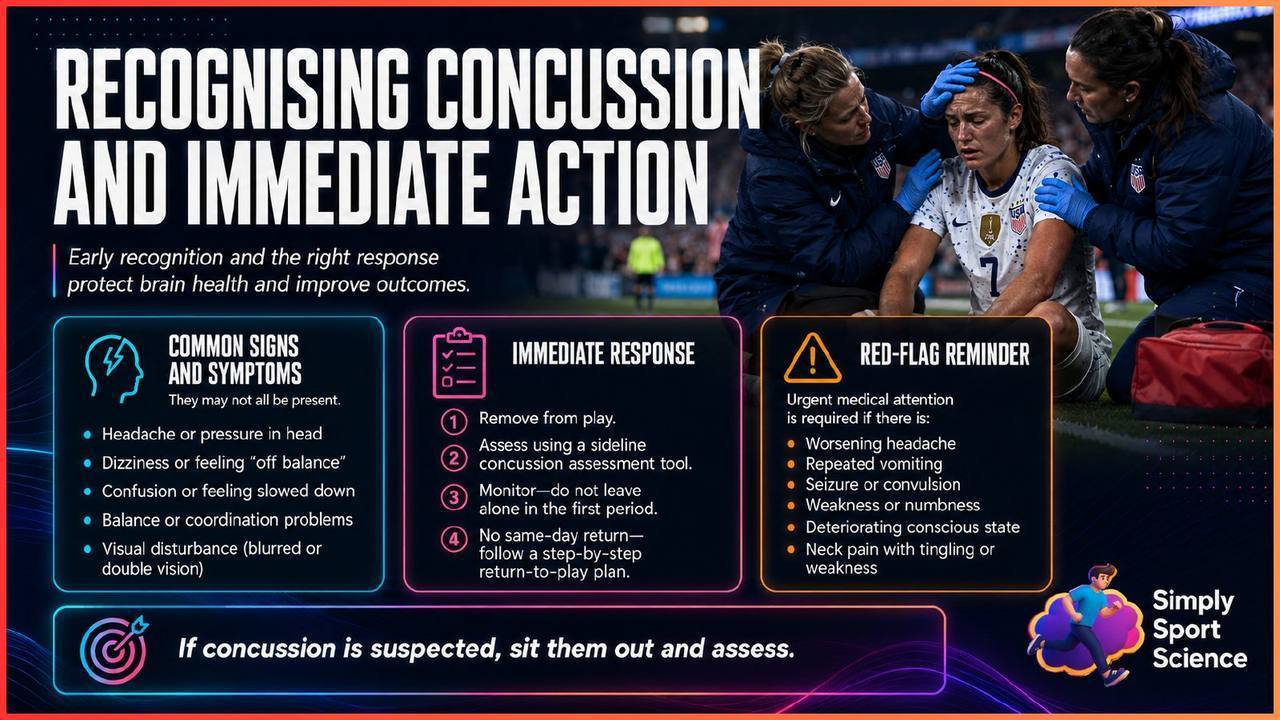 RECOGNISING CONCUSSION
AND IMMEDIATE ACTION
Early recognition and the right response
protect brain health and improve outcomes.
COMMON SIGNS
AND SYMPTOMS
They may not all be present.
• Headache or pressure in head
• Dizziness or feeling “off balance”
• Confusion or feeling slowed down
• Balance or coordination problems
• Visual disturbance (blurred or
double vision)
IMMEDIATE RESPONSE
1 Remove from play.
2 Assess using a sideline
concussion assessment tool.
3 Monitor—do not leave
alone in the first period.
4 No same-day return—
follow a step-by-step
return-to-play plan.
RED-FLAG REMINDER
Urgent medical attention
is required if there is:
• Worsening headache
• Repeated vomiting
• Seizure or convulsion
• Weakness or numbness
• Deteriorating conscious state
• Neck pain with tingling or
weakness
If concussion is suspected, sit them out and assess.
Simply
Sport
Science
USA
USA
7